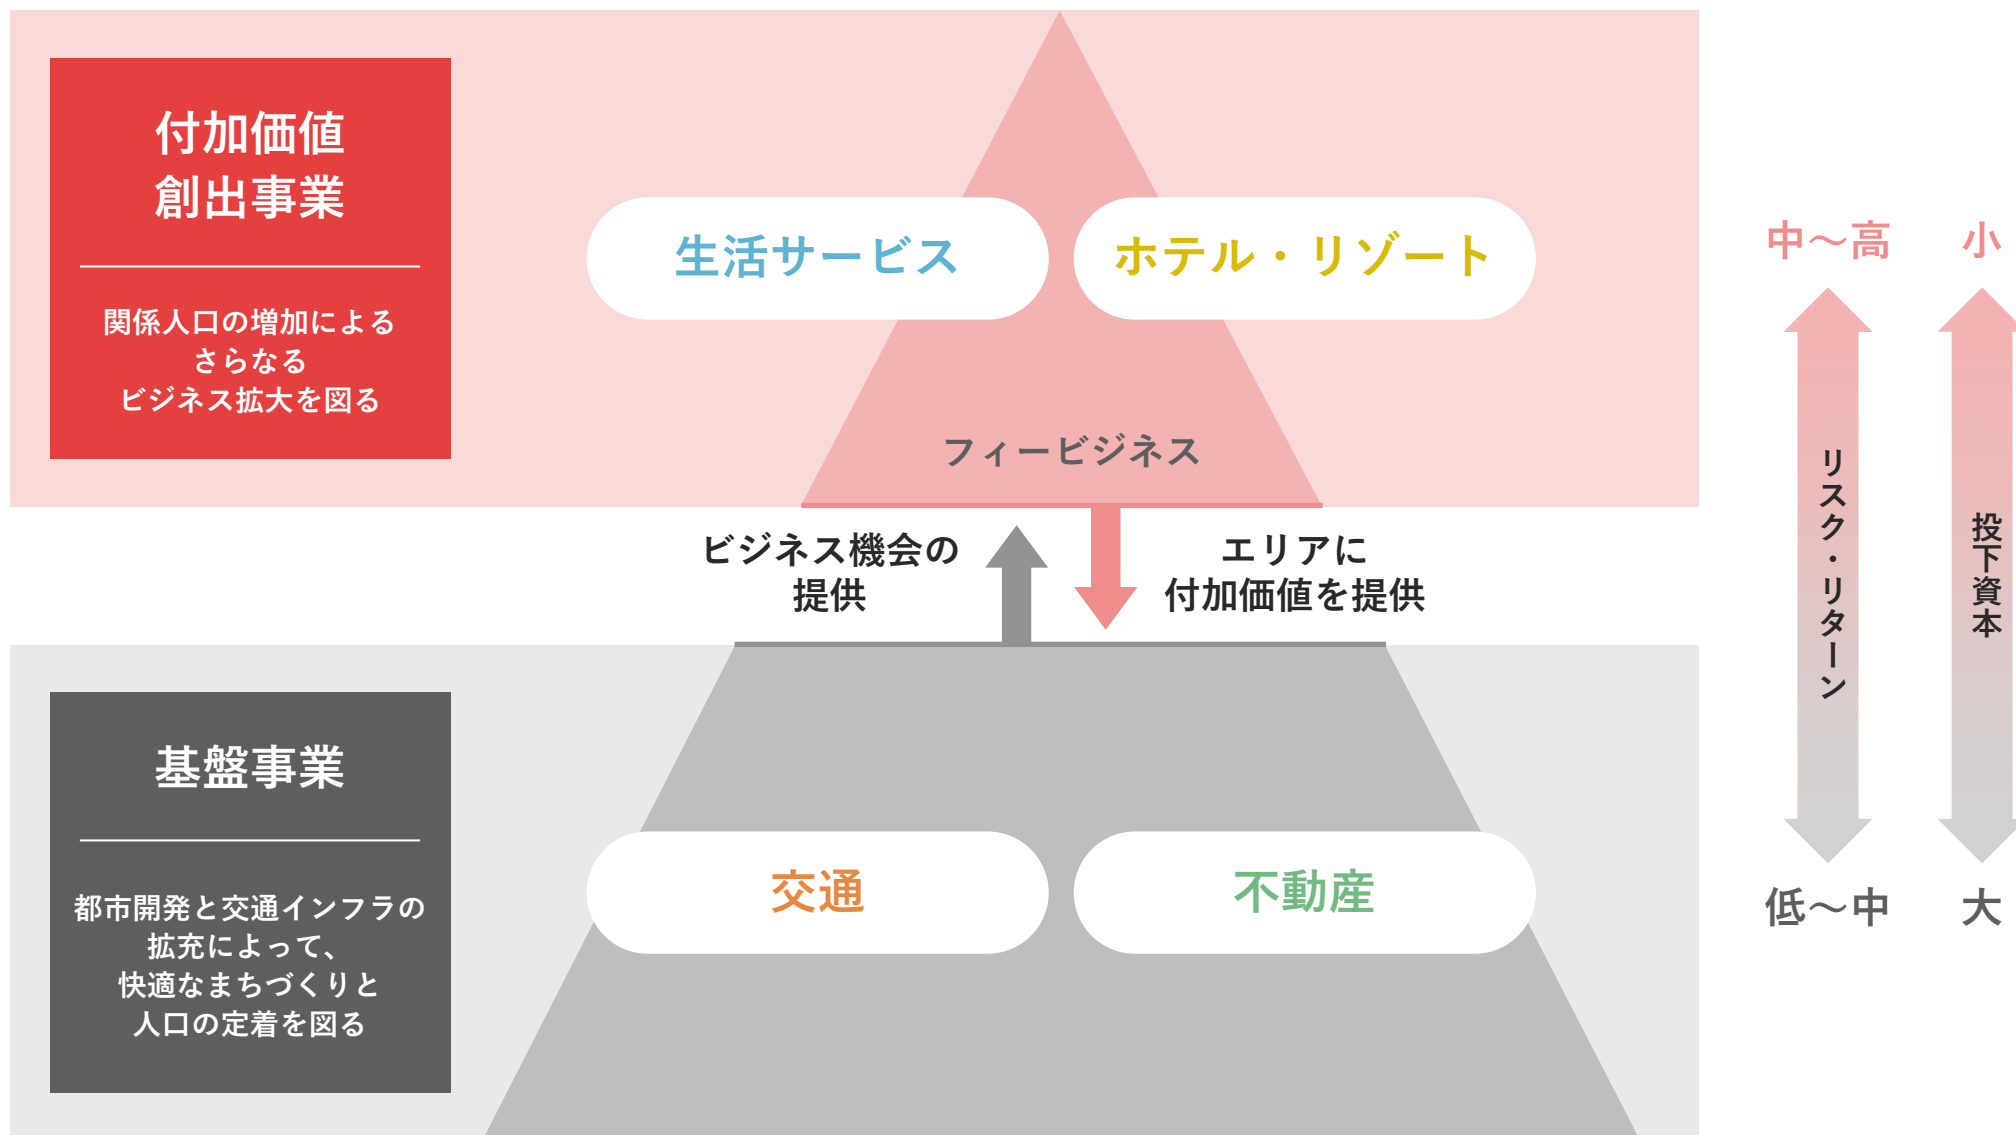 付加価値
創出事業
関係人口の増加による
さらなる
ビジネス拡大を図る
生活サービス
ホテル・リゾート
フィービジネス
ビジネス機会の
提供
エリアに
付加価値を提供
基盤事業
都市開発と交通インフラの
拡充によって、
快適なまちづくりと
人口の定着を図る
交通
不動産
中〜高
リスク・リターン
低〜中
小
投下資本
大